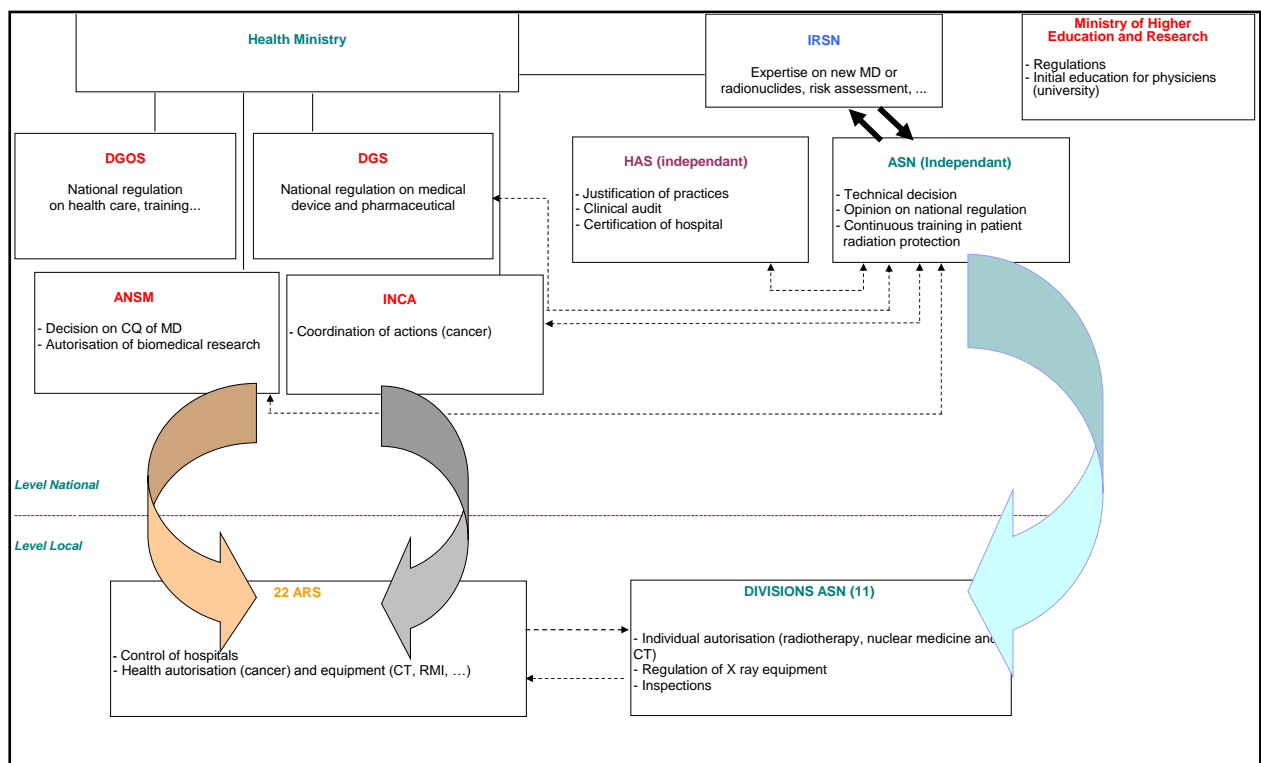 Health Ministry
IRSN
Expertise on new MD or
radionuclides, risk assessment, ...
Ministry of Higher
Education and Research
- Regulations
- Initial education for physiciens
(university)
DGOS
National regulation
on health care, training...
DGS
National regulation on medical
device and pharmaceutical
HAS (independant)
- Justification of practices
- Clinical audit
- Certification of hospital
ASN (Independant)
- Technical decision
- Opinion on national regulation
- Continuous training in patient
radiation protection
ANSM
- Decision on CQ of MD
- Autorisation of biomedical research
INCA
- Coordination of actions (cancer)
Level National
Level Local
22 ARS
- Control of hospitals
- Health autorisation (cancer) and equipment (CT, RMI, …)
DIVISIONS ASN (11)
- Individual autorisation (radiotherapy, nuclear medicine and
CT)
- Regulation of X ray equipment
- Inspections